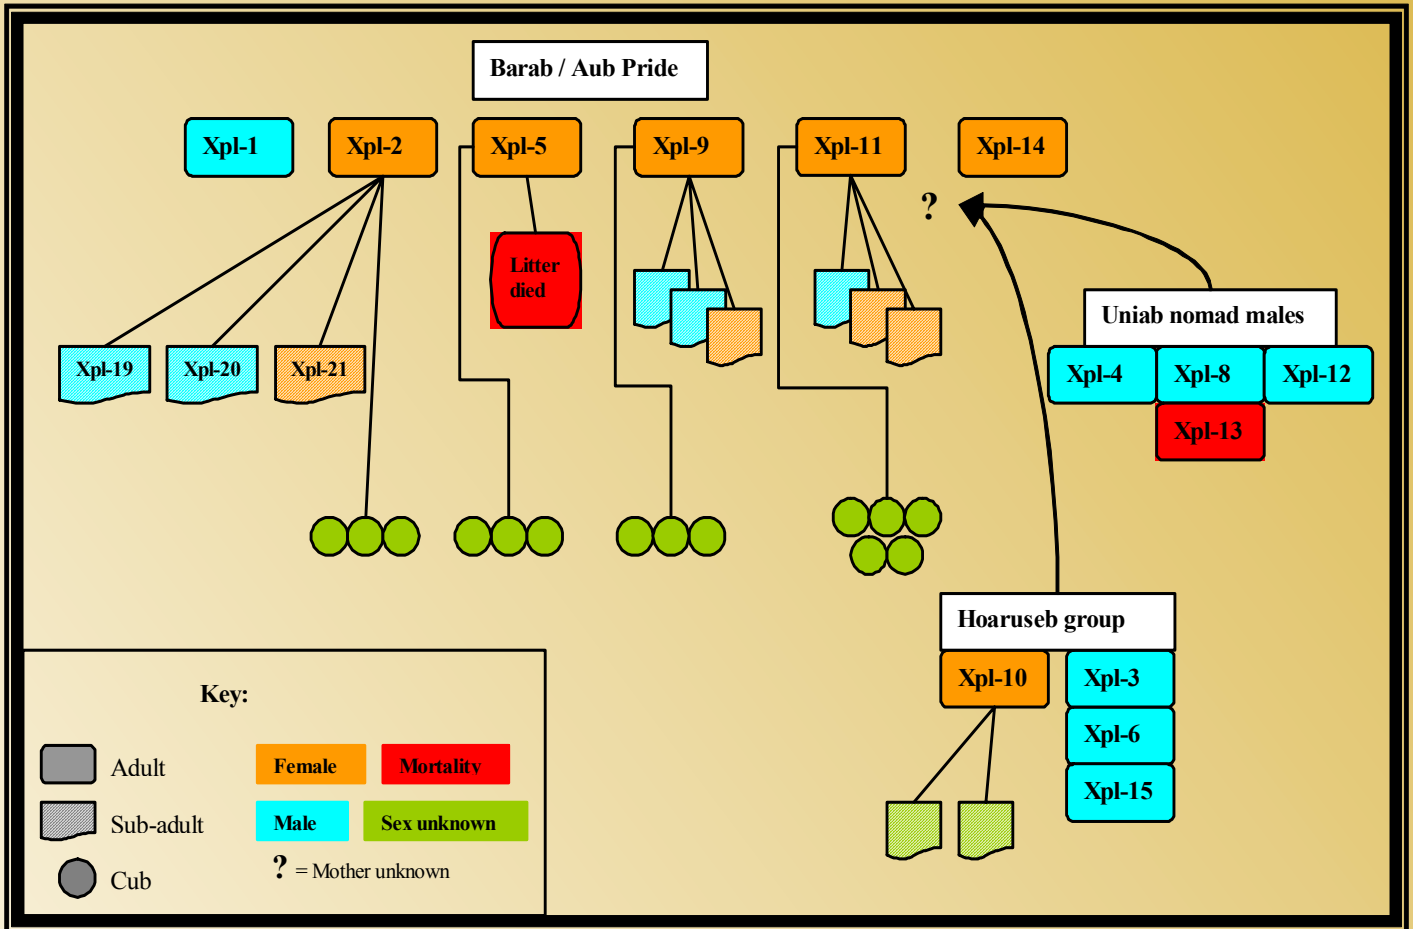 Barab / Aub Pride
Xpl-1
Xpl-2
Xpl-5
Xpl-9
Xpl-11
Xpl-14
?
Litter
died
Uniab nomad males
Xpl-19
Xpl-20
Xpl-21
Xpl-4
Xpl-8
Xpl-12
Xpl-13
Hoaruseb group
Xpl-10
Xpl-3
Xpl-6
Xpl-15
Key:
Adult
Female
Mortality
Sub-adult
Male
Sex unknown
Cub
? = Mother unknown